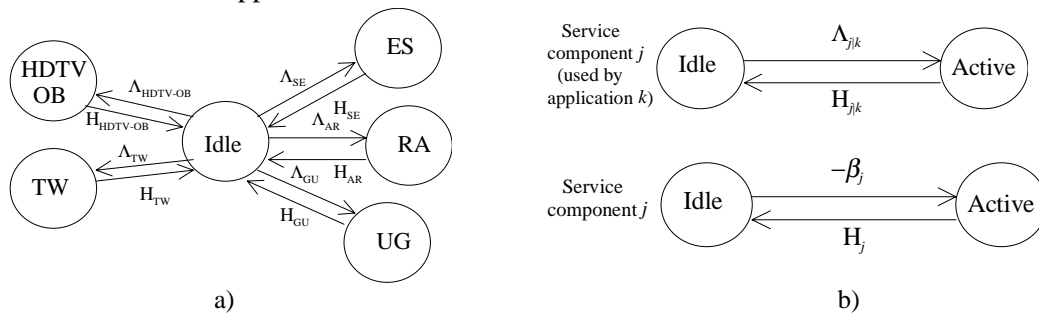 HDTV
OB
Λ_HDTV-OB
H_HDTV-OB
TW
Λ_TW
H_TW
Idle
Λ_SE
H_SE
ES
Λ_AR
H_AR
RA
Λ_GU
H_GU
UG
a)
Service
component j
(used by
application k)
Idle
Λ_j|k
H_j|k
Active
Service
component j
Idle
−β_j
H_j
Active
b)